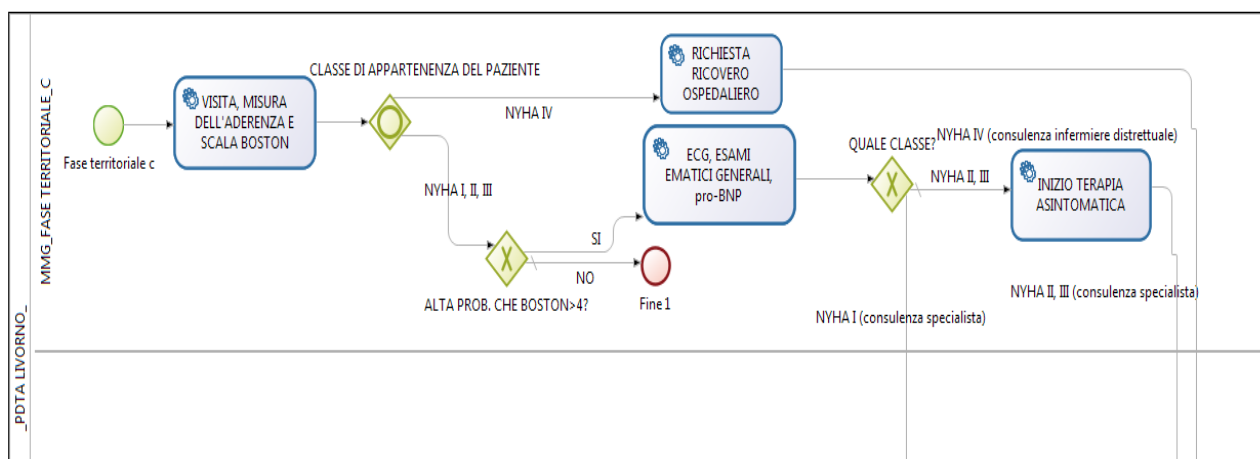 _PDTA LIVORNO_
MMG_FASE TERRITORIALE_C
Fase territoriale c
VISITA, MISURA
DELL'ADERENZA E
SCALA BOSTON
CLASSE DI APPARTENENZA DEL PAZIENTE
NYHA IV
RICHIESTA
RICOVERO
OSPEDALIERO
NYHA I, II, III
ALTA PROB. CHE BOSTON>4?
SI
NO
Fine 1
ECG, ESAMI
EMATICI GENERALI,
pro-BNP
QUALE CLASSE?
NYHA IV (consulenza infermiere distrettuale)
NYHA II, III
INIZIO TERAPIA
ASINTOMATICA
NYHA II, III (consulenza specialista)
NYHA I (consulenza specialista)